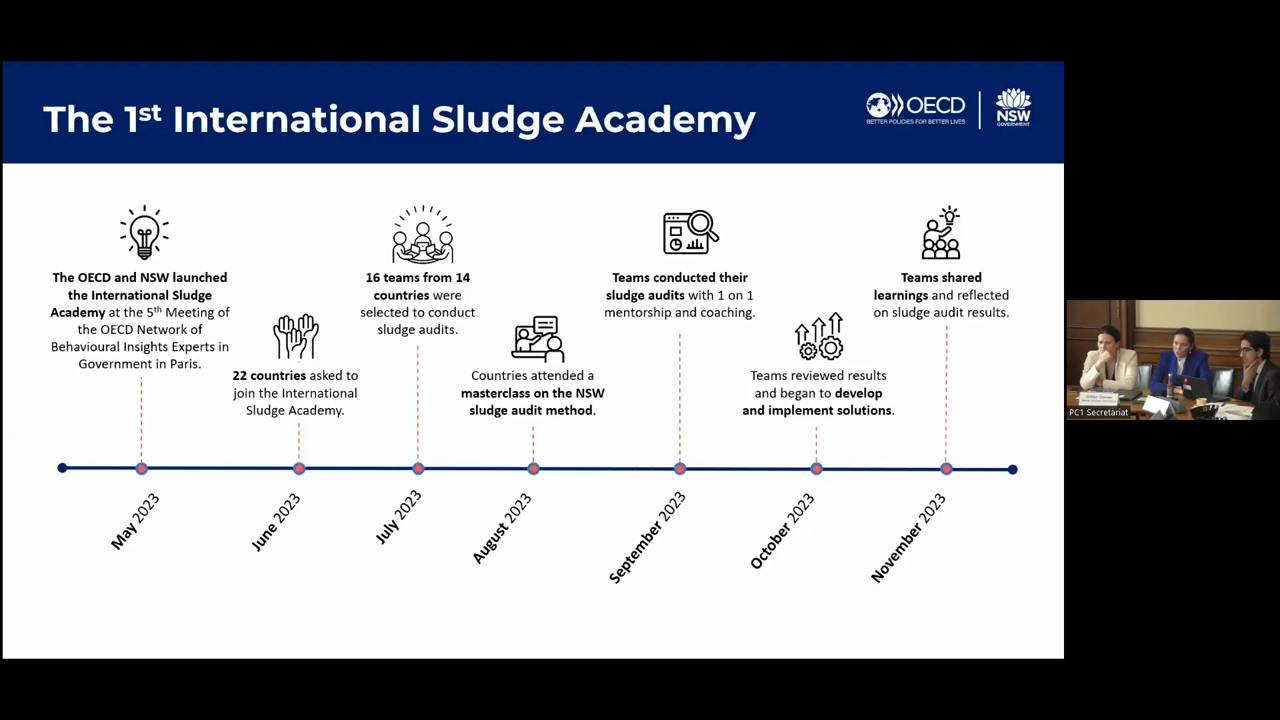 The 1st International Sludge Academy
OECD
BETTER POLICIES FOR BETTER LIVES
NSW
GOVERNMENT
The OECD and NSW launched
the International Sludge
Academy at the 5th Meeting of
the OECD Network of
Behavioural Insights Experts in
Government in Paris.
22 countries asked to
join the International
Sludge Academy.
16 teams from 14
countries were
selected to conduct
sludge audits.
Countries attended a
masterclass on the NSW
sludge audit method.
Teams conducted their
sludge audits with 1 on 1
mentorship and coaching.
Teams reviewed results
and began to develop
and implement solutions.
Teams shared
learnings and reflected
on sludge audit results.
May 2023
June 2023
July 2023
August 2023
September 2023
October 2023
November 2023
PC1 Secretariat